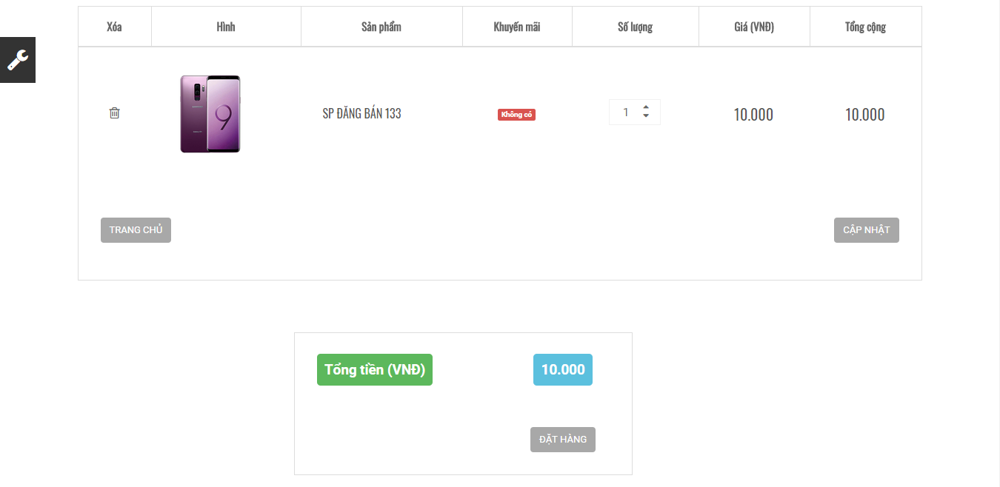 Xóa Hình Sản phẩm Khuyến mãi Số lượng Giá (VNĐ) Tổng cộng
SP ĐĂNG BÁN 133 Không có 1 10.000 10.000
TRANG CHỦ CẬP NHẬT
Tổng tiền (VNĐ) 10.000
ĐẶT HÀNG